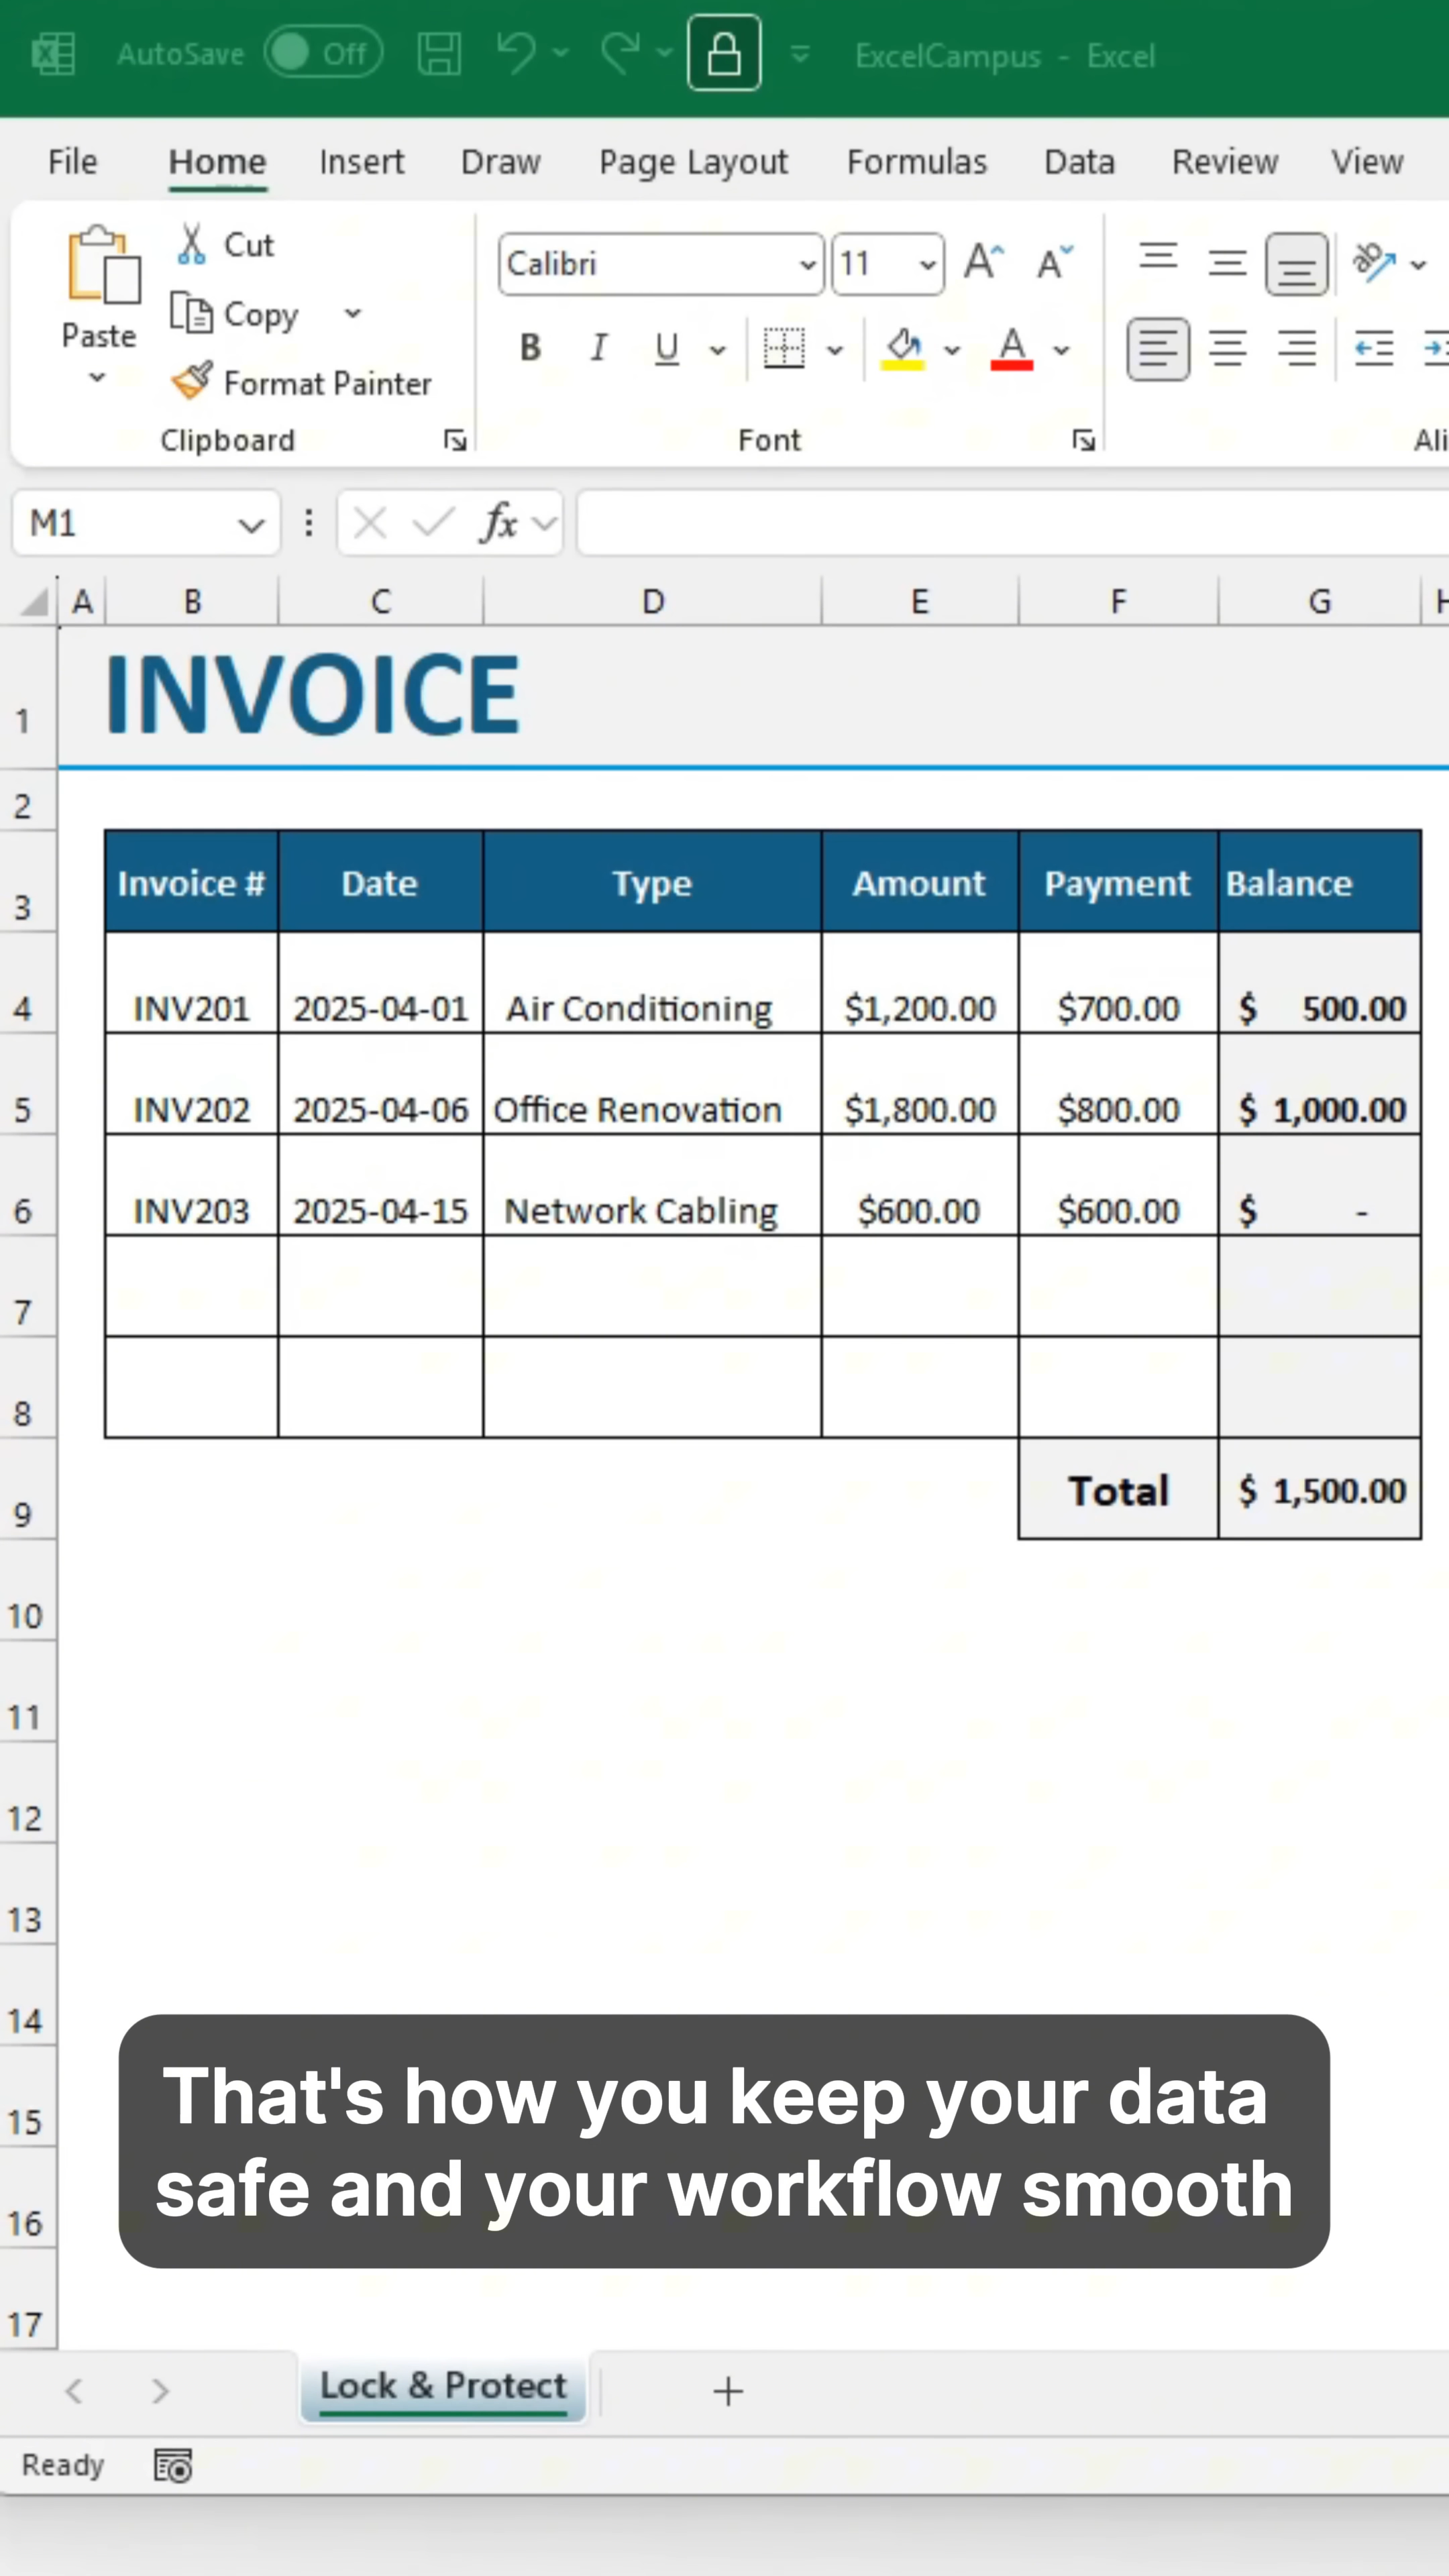 AutoSave Off ExcelCampus - Excel
File Home Insert Draw Page Layout Formulas Data Review View
Paste
Cut
Copy
Format Painter
Clipboard
Calibri 11
B I U A
Font
Ali
M1 fx
A B C D E F G H
1 INVOICE
2
3 Invoice # Date Type Amount Payment Balance
4 INV201 2025-04-01 Air Conditioning $1,200.00 $700.00 $ 500.00
5 INV202 2025-04-06 Office Renovation $1,800.00 $800.00 $ 1,000.00
6 INV203 2025-04-15 Network Cabling $600.00 $600.00 $ -
7
8
9 Total $ 1,500.00
10
11
12
13
14
15
16
17
That's how you keep your data
safe and your workflow smooth
Lock & Protect
Ready